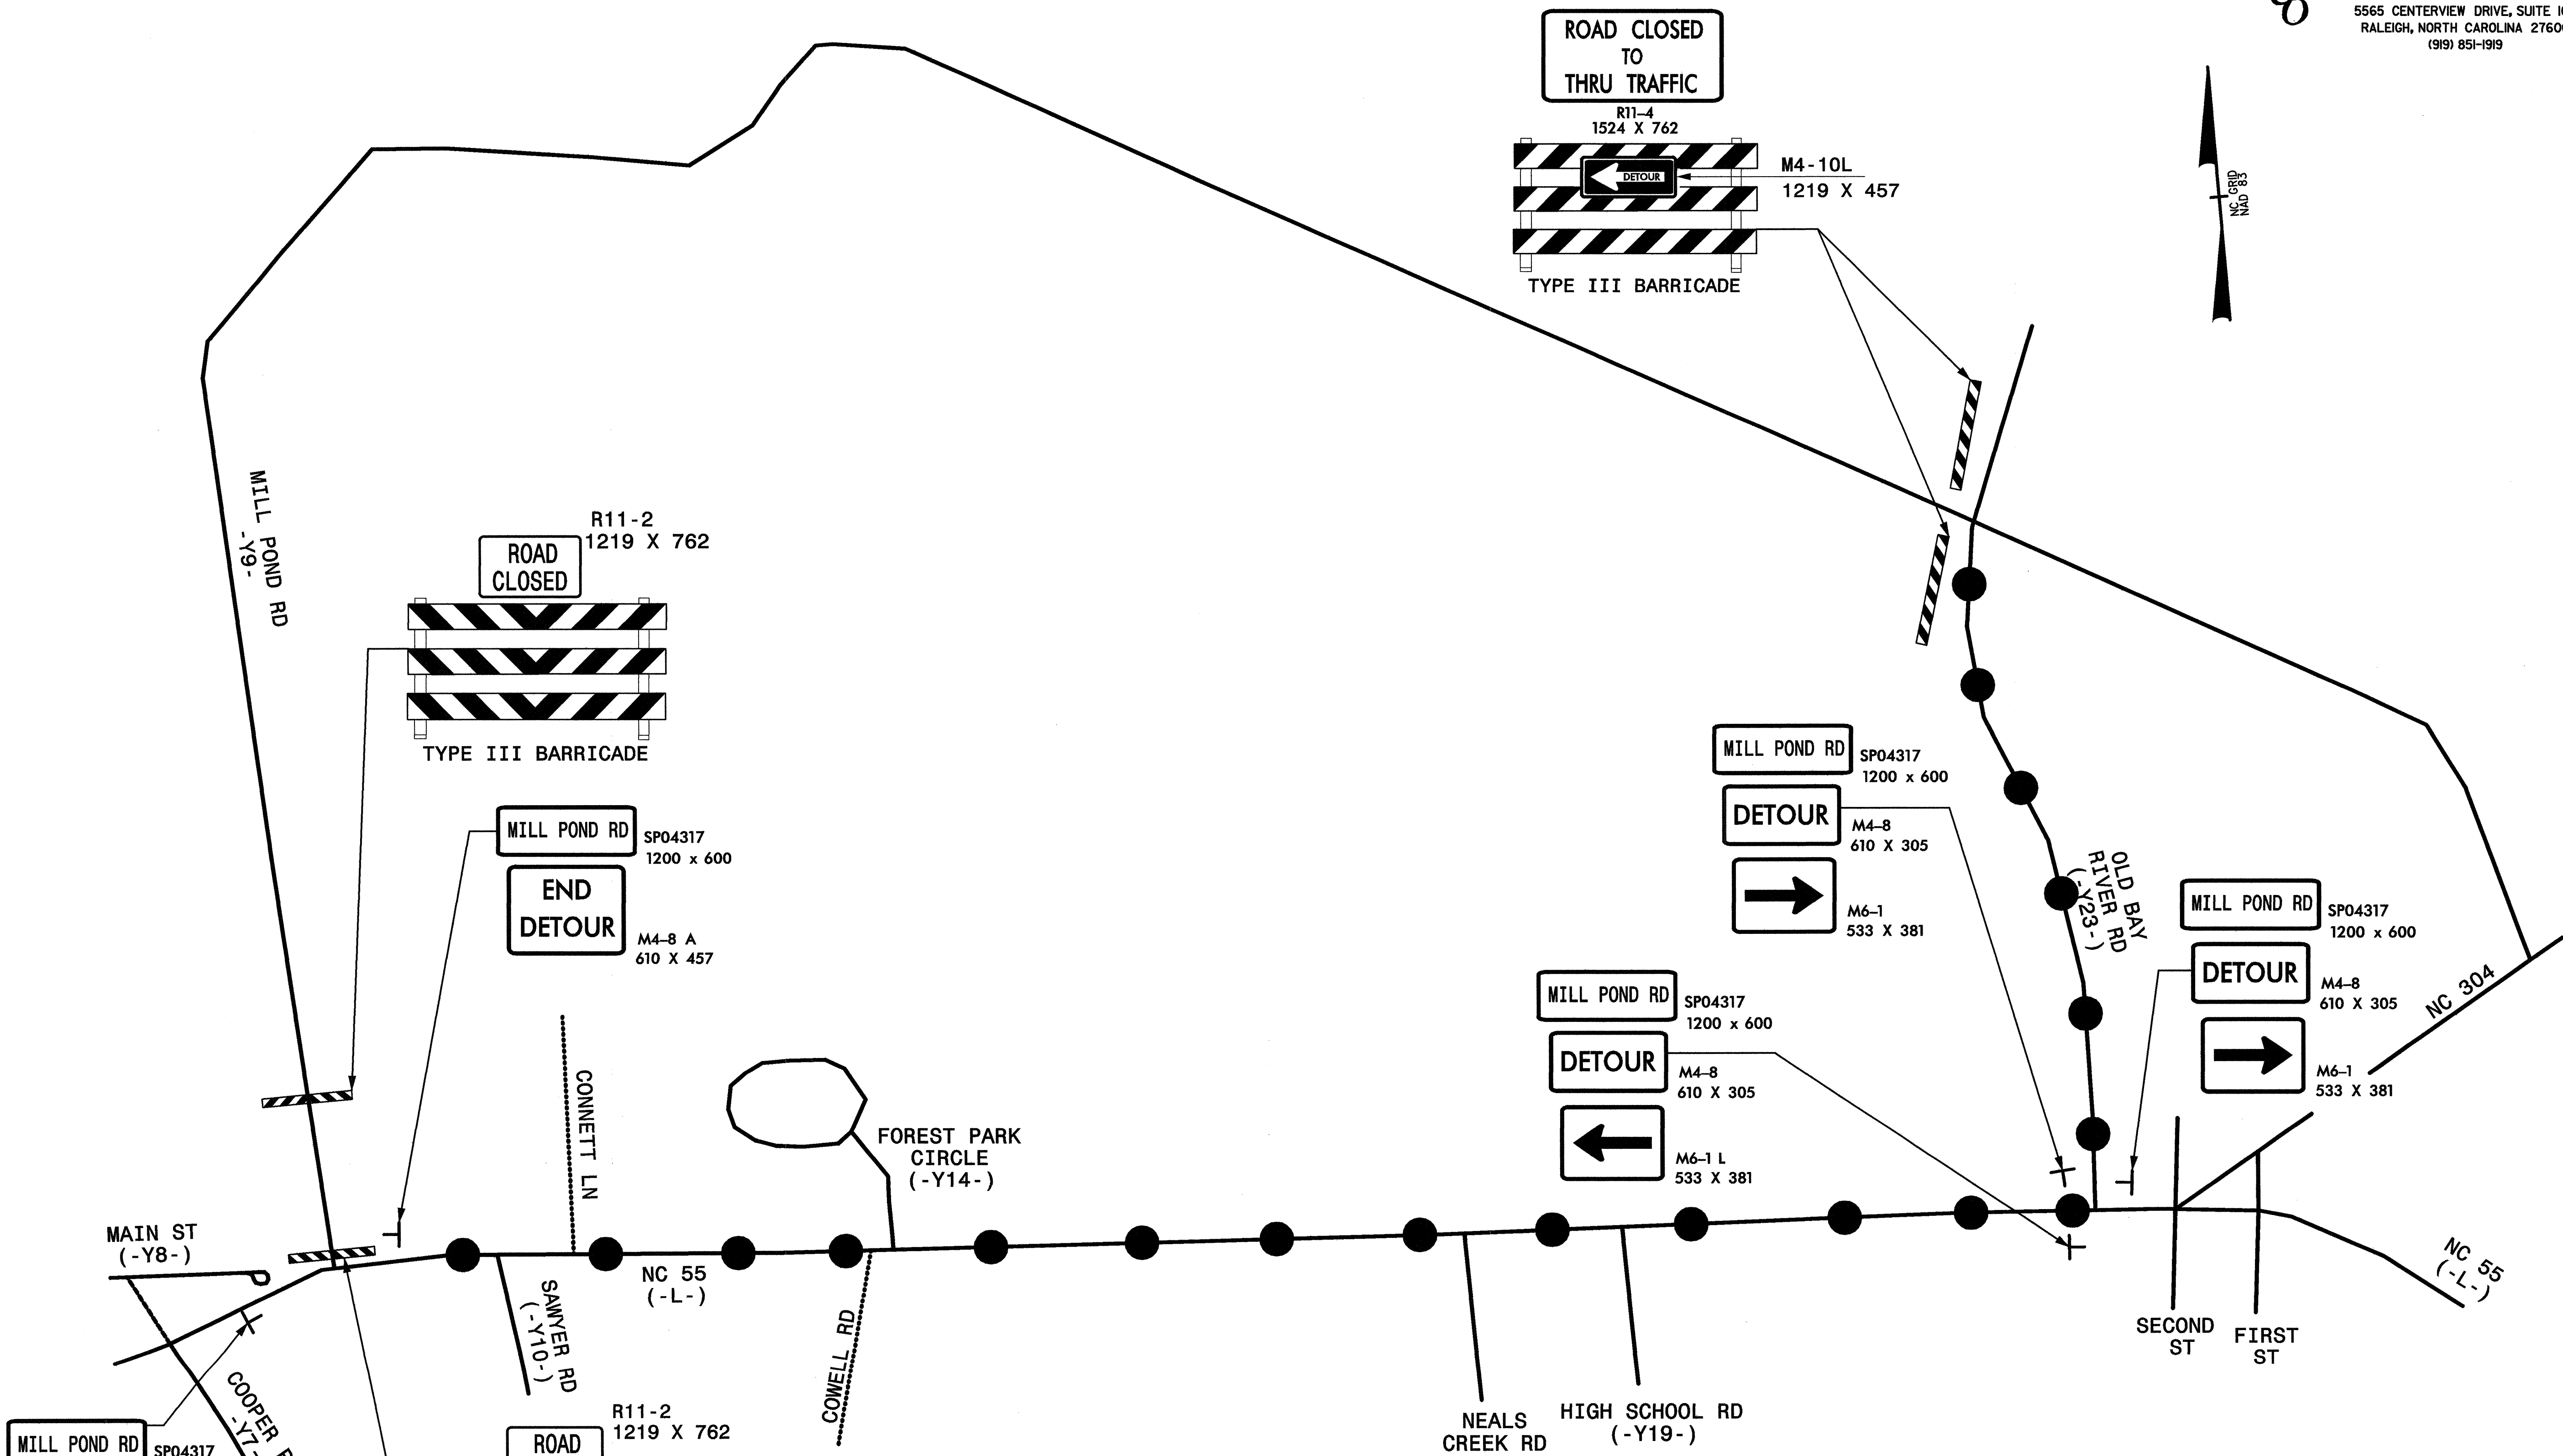 5565 CENTERVIEW DRIVE, SUITE
RALEIGH, NORTH CAROLINA
(919) 851-1919
ROAD CLOSED
TO
THRU TRAFFIC
R11-4
1524 X 762
DETOUR
M4-10L
1219 X 457
TYPE III BARRICADE
NC GRID
NAD 83
MILL POND RD
-Y9-
R11-2
1219 X 762
ROAD
CLOSED
TYPE III BARRICADE
MILL POND RD
SP04317
1200 x 600
END
DETOUR
M4-8 A
610 X 457
MILL POND RD
SP04317
1200 x 600
DETOUR
M4-8
610 X 305
M6-1
533 X 381
OLD BAY
RIVER RD
(-Y23-)
MILL POND RD
SP04317
1200 x 600
DETOUR
M4-8
610 X 305
M6-1
533 X 381
NC 304
MILL POND RD
SP04317
1200 x 600
DETOUR
M4-8
610 X 305
M6-1 L
533 X 381
CONNETT LN
FOREST PARK
CIRCLE
(-Y14-)
MAIN ST
(-Y8-)
NC 55
(-L-)
SAWYER RD
(-Y10-)
COWELL RD
NC 55
(-L-)
SECOND
ST
FIRST
ST
NEALS
CREEK RD
HIGH SCHOOL RD
(-Y19-)
COOPER
-Y7-
MILL POND RD
SP04317
R11-2
1219 X 762
ROAD